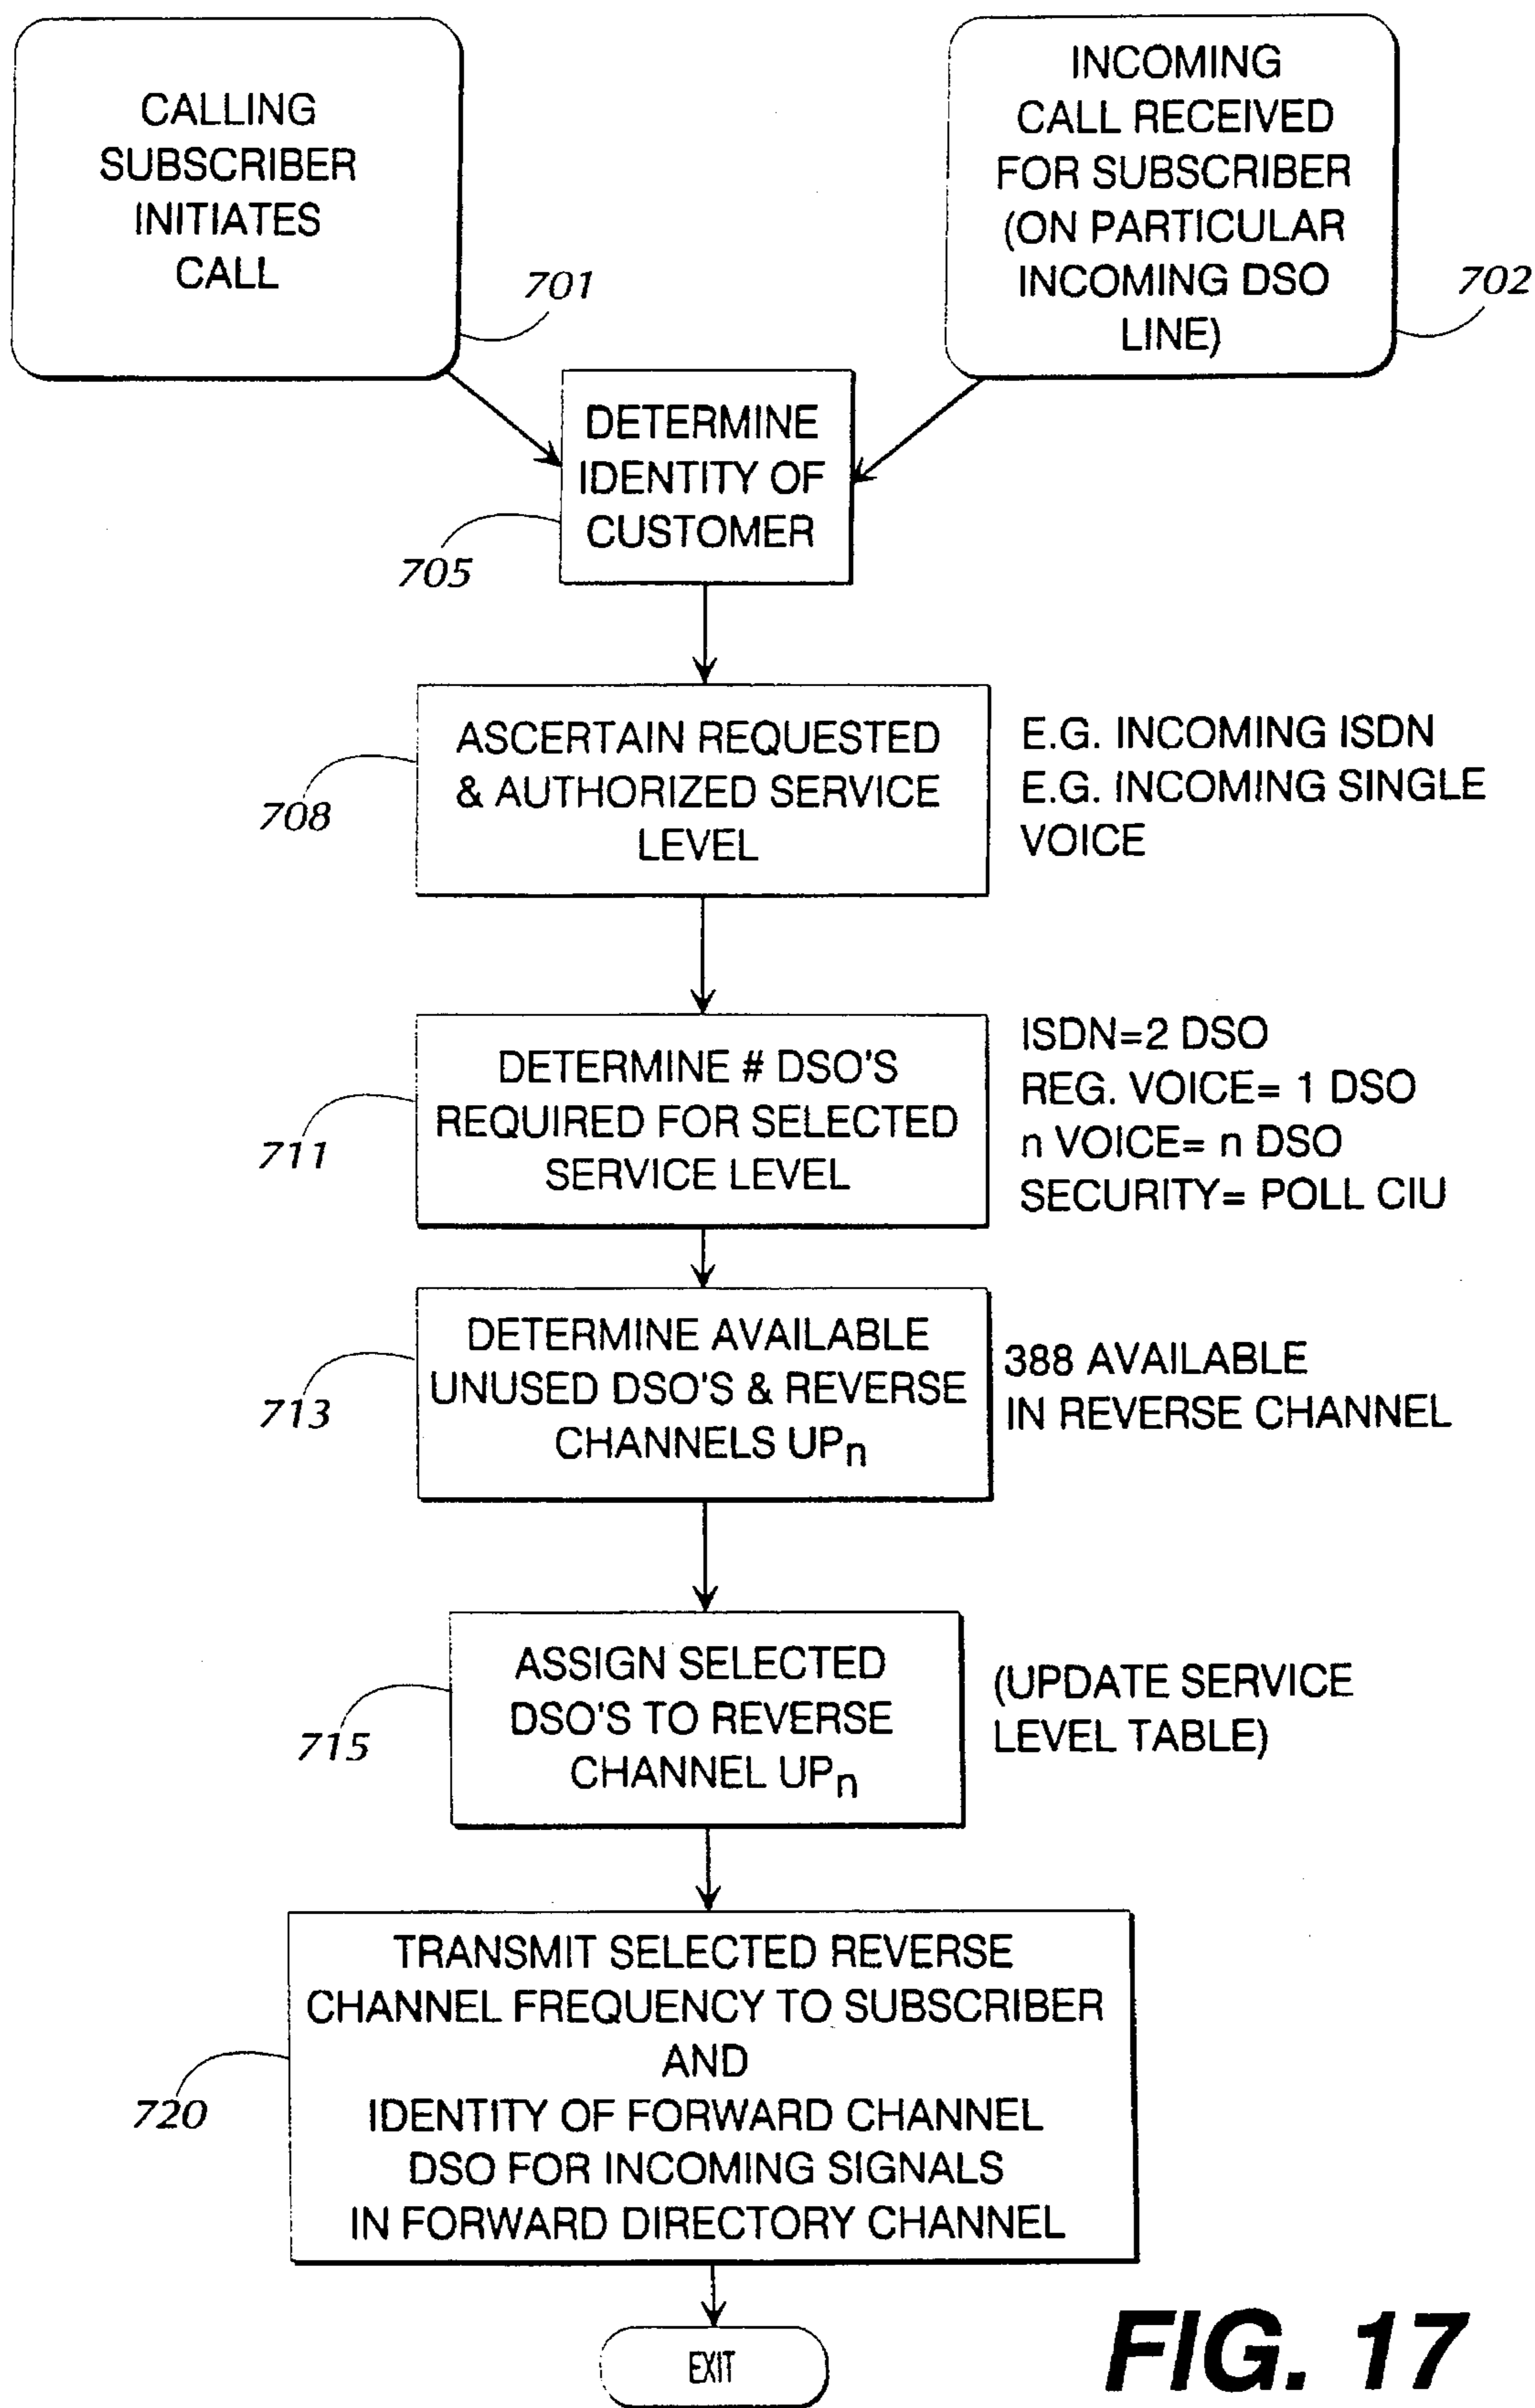 CALLING
SUBSCRIBER
INITIATES
CALL
701
INCOMING
CALL RECEIVED
FOR SUBSCRIBER
(ON PARTICULAR
INCOMING DSO
LINE)
702
DETERMINE
IDENTITY OF
CUSTOMER
705
ASCERTAIN REQUESTED
& AUTHORIZED SERVICE
LEVEL
708
E.G. INCOMING ISDN
E.G. INCOMING SINGLE
VOICE
DETERMINE # DSO'S
REQUIRED FOR SELECTED
SERVICE LEVEL
711
ISDN=2 DSO
REG. VOICE= 1 DSO
n VOICE= n DSO
SECURITY= POLL CIU
DETERMINE AVAILABLE
UNUSED DSO'S & REVERSE
CHANNELS UPn
713
388 AVAILABLE
IN REVERSE CHANNEL
ASSIGN SELECTED
DSO'S TO REVERSE
CHANNEL UPn
715
(UPDATE SERVICE
LEVEL TABLE)
TRANSMIT SELECTED REVERSE
CHANNEL FREQUENCY TO SUBSCRIBER
AND
IDENTITY OF FORWARD CHANNEL
DSO FOR INCOMING SIGNALS
IN FORWARD DIRECTORY CHANNEL
720
EXIT
FIG. 17